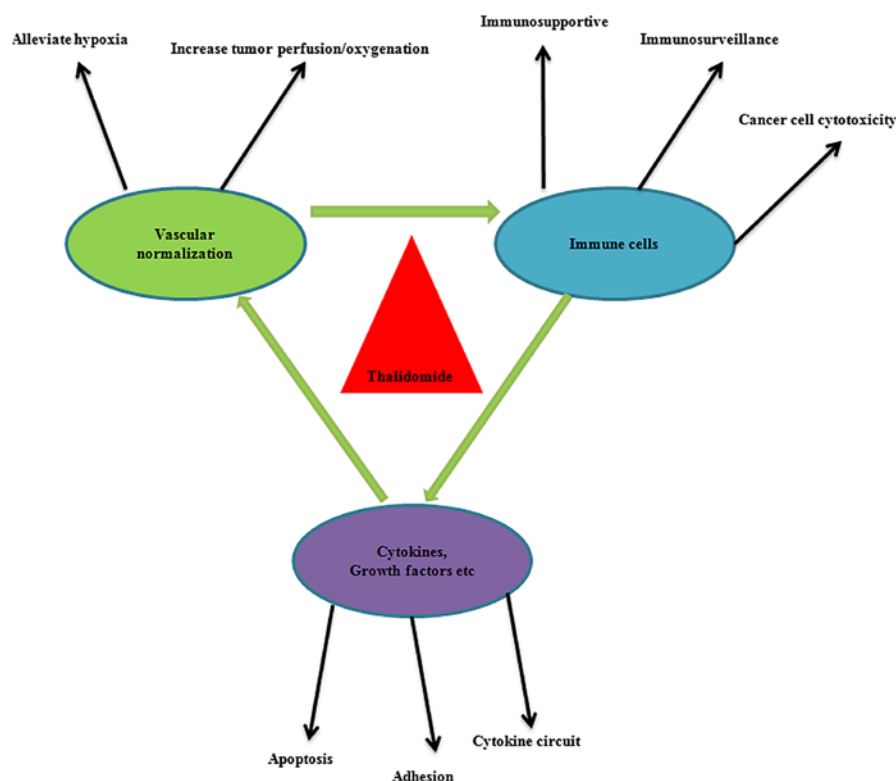 Immunosupportive
Alleviate hypoxia
Increase tumor perfusion/oxygenation
Immunosurveillance
Cancer cell cytotoxicity
Vascular
normalization
Immune cells
Thalidomide
Cytokines,
Growth factors etc
Cytokine circuit
Apoptosis
Adhesion